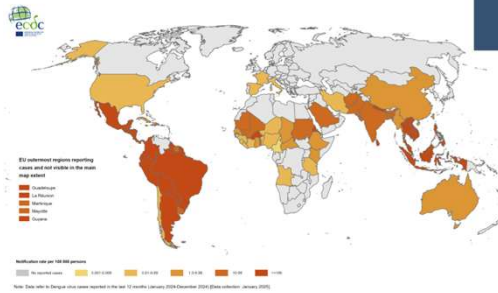 ecdc
EU outermost regions reporting
cases and not visible in the main
map extent
Guadeloupe
La Réunion
Martinique
Mayotte
Guyane
Notification rate per 100 000 persons
No reported cases
Note: Data refer to Dengue virus cases reported in the last 12 months (January 2024-December 2024) [Data collection: January 2025].